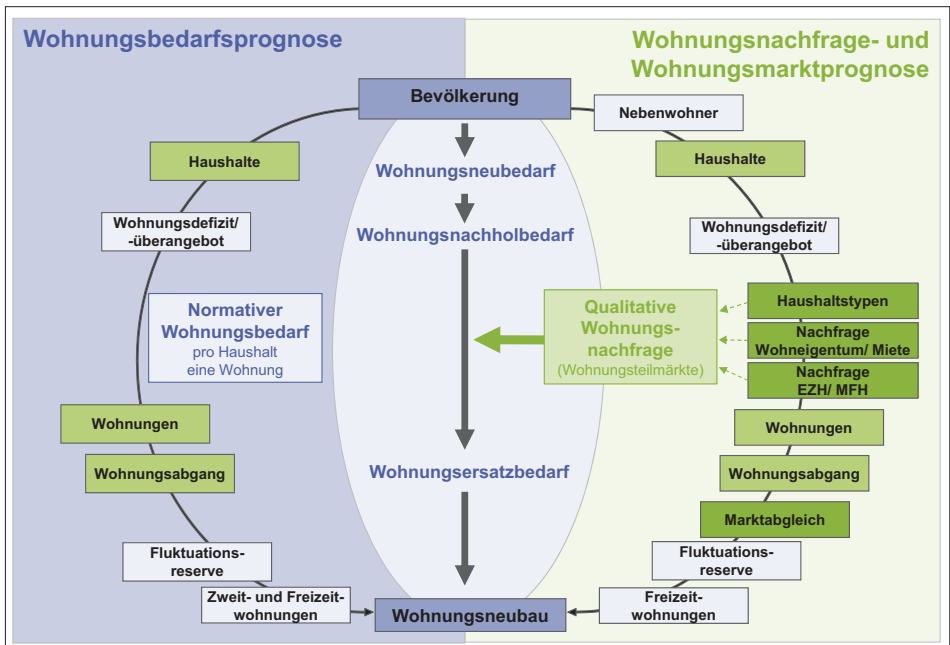 Wohnungsbedarfsprognose
Wohnungsnachfrage- und
Wohnungsmarktprognose
Bevölkerung
Nebenwohner
Haushalte
Wohnungsneubedarf
Haushalte
Wohnungsdefizit/
-überangebot
Wohnungsnachholbedarf
Wohnungsdefizit/
-überangebot
Normativer
Wohnungsbedarf
pro Haushalt
eine Wohnung
Qualitative
Wohnungs-
nachfrage
(Wohnungsteilmärkte)
Haushaltstypen
Nachfrage
Wohneigentum/ Miete
Nachfrage
EZH/ MFH
Wohnungen
Wohnungen
Wohnungsabgang
Wohnungsersatzbedarf
Wohnungsabgang
Marktabgleich
Fluktuations-
reserve
Fluktuations-
reserve
Zweit- und Freizeit-
wohnungen
Wohnungsneubau
Freizeit-
wohnungen